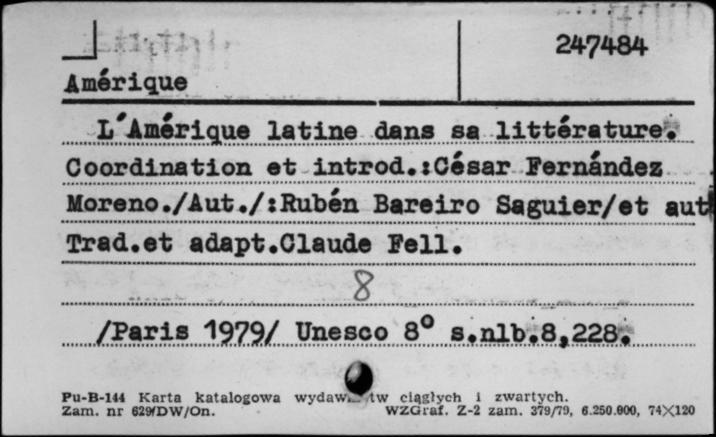 247484
Amérique
L'Amérique latine dans sa littérature.
Coordination et introd.:César Fernández
Moreno./Aut./:Rubén Bareiro Saguier/et aut
Trad.et adapt.Claude Fell.
8
/Paris 1979/ Unesco 8° s.nlb.8,228.
Pu-B-144 Karta katalogowa wydaw tw ciągłych i zwartych.
Zam. nr 629/DW/On. WZGraf. Z-2 zam. 379/79, 6.250.000, 74×120